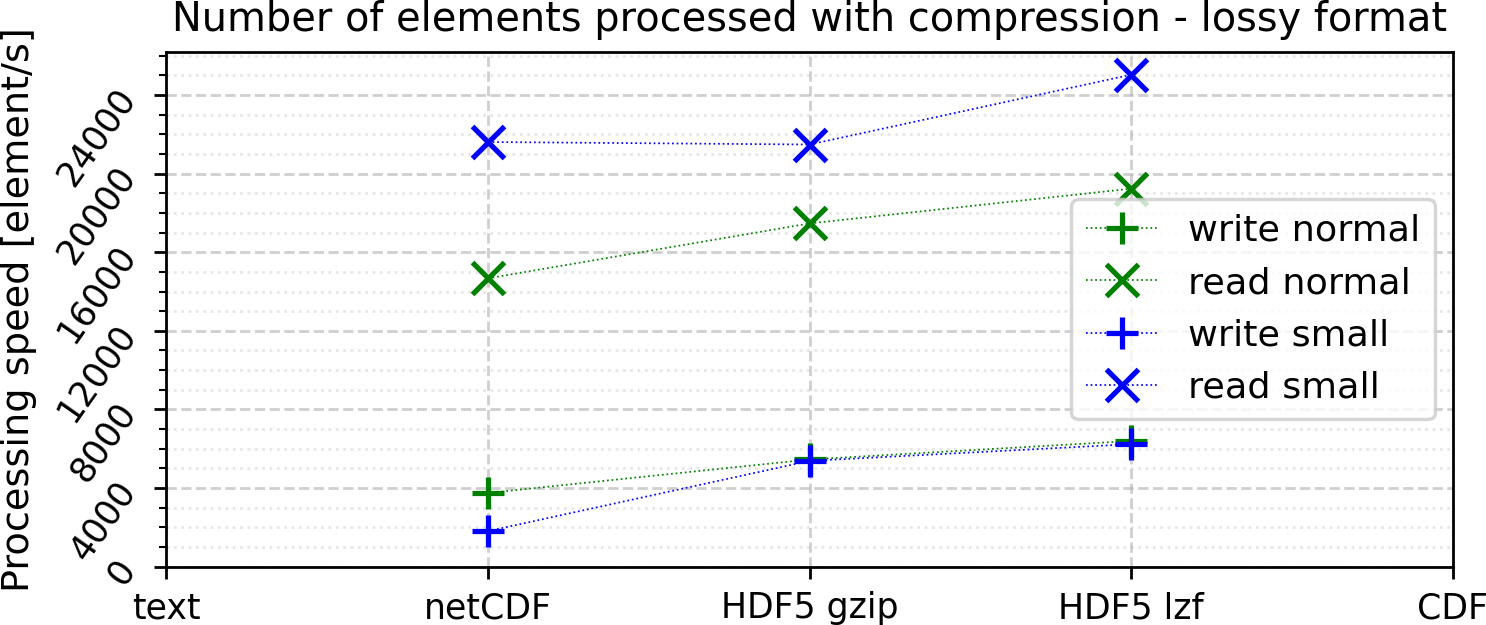 Number of elements processed with compression - lossy format
Processing speed [element/s]
24000
20000
16000
12000
8000
4000
0
write normal
read normal
write small
read small
text netCDF HDF5 gzip HDF5 lzf CDF